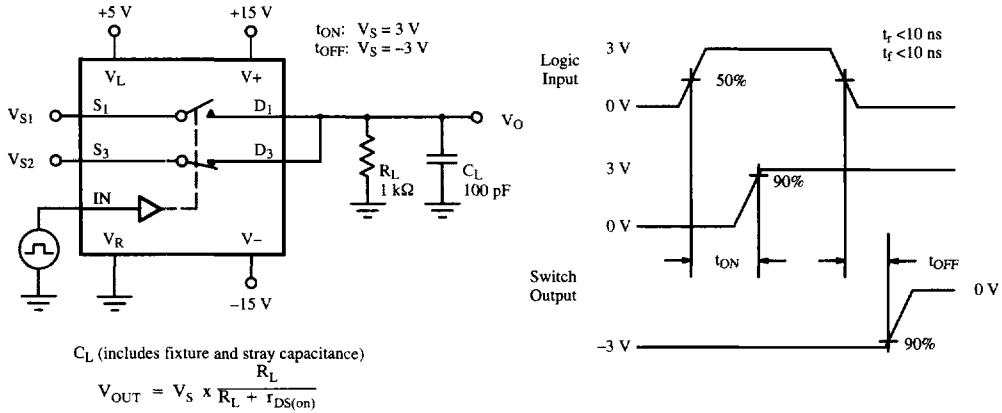 +5 V
+15 V
tON: VS = 3 V
tOFF: VS = –3 V
VL
V+
VS1
S1
D1
VO
VS2
S3
D3
RL
1 kΩ
CL
100 pF
IN
VR
V–
–15 V
CL (includes fixture and stray capacitance)
VOUT = VS x RL / RL + rDS(on)
tr <10 ns
tf <10 ns
Logic
Input
3 V
50%
0 V
3 V
90%
0 V
tON
tOFF
Switch
Output
0 V
–3 V
90%